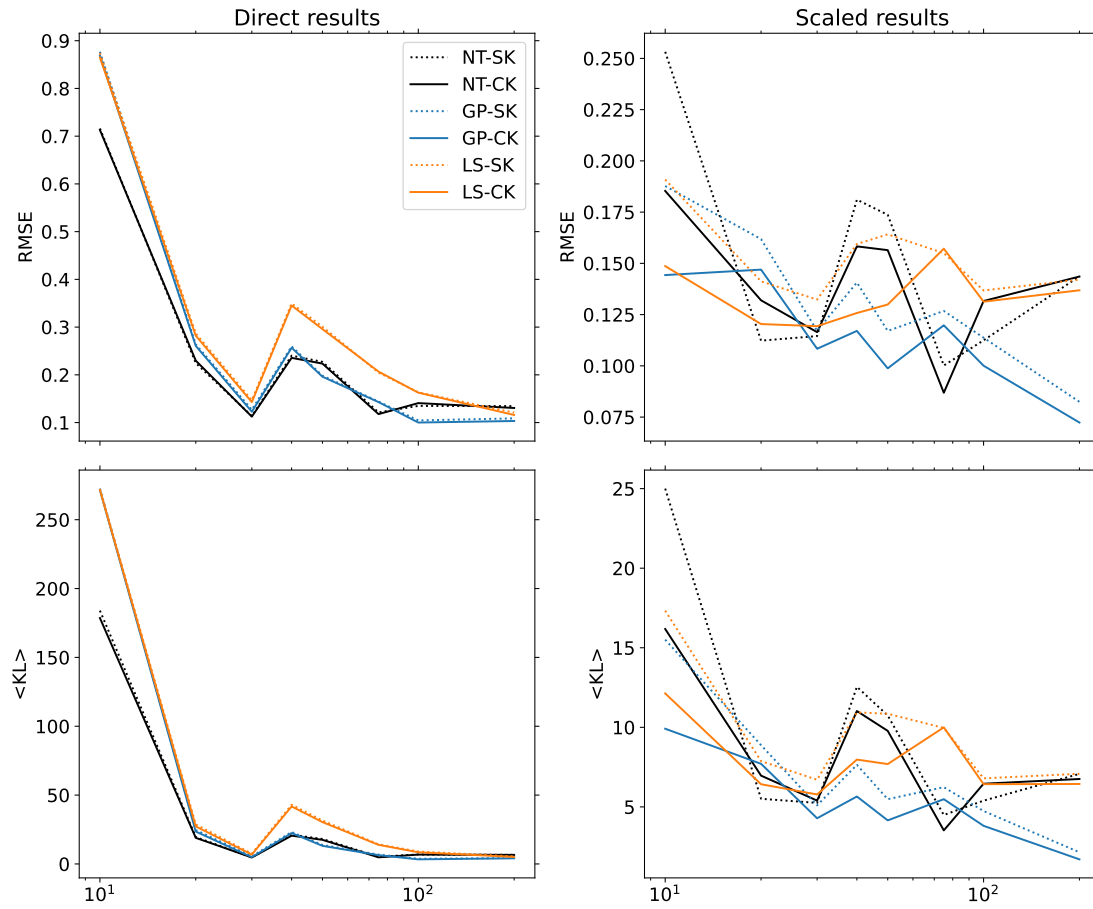 Direct results
Scaled results
0.9
0.8
0.7
0.6
0.5
0.4
0.3
0.2
0.1
RMSE
NT-SK
NT-CK
GP-SK
GP-CK
LS-SK
LS-CK
0.250
0.225
0.200
0.175
0.150
0.125
0.100
0.075
RMSE
250
200
150
100
50
0
<KL>
10¹
10²
25
20
15
10
5
<KL>
10¹
10²